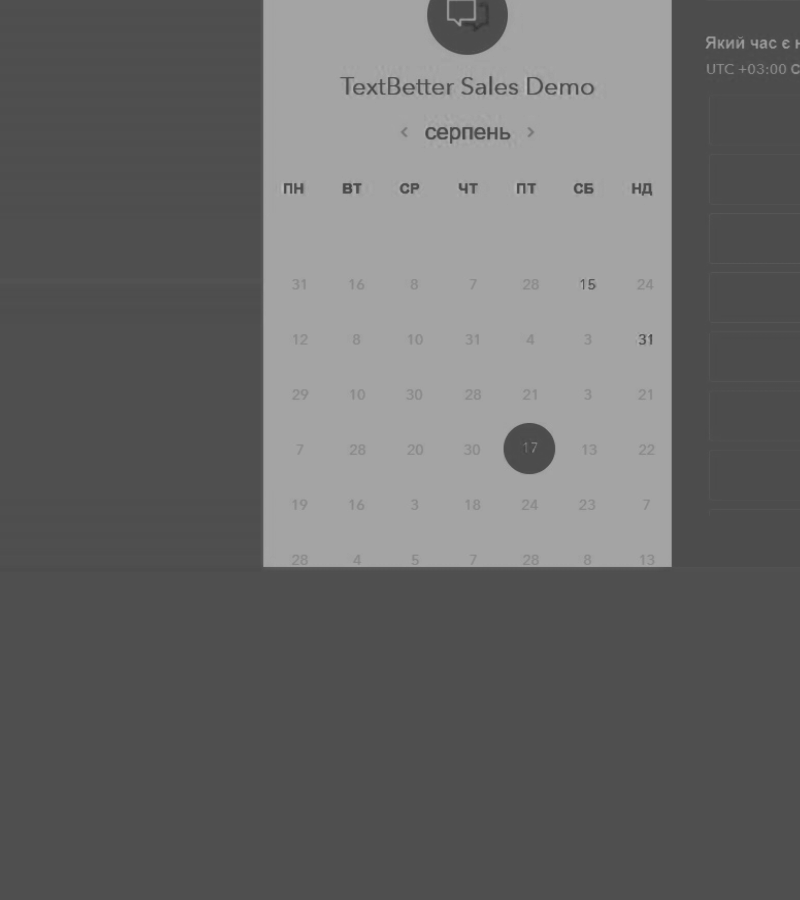 TextBetter Sales Demo
‹ серпень ›
ПН ВТ СР ЧТ ПТ СБ НД
31 16 8 7 28 15 24
12 8 10 31 4 3 31
29 10 30 28 21 3 21
7 28 20 30 17 13 22
19 16 3 18 24 23 7
28 4 5 7 28 8 13
Який час є
UTC +03:00